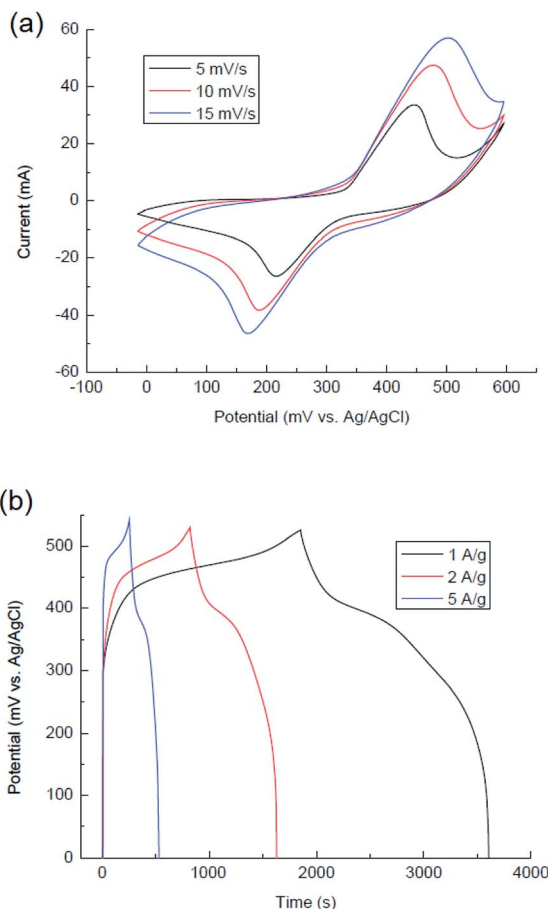 (a)
60
40
20
0
-20
-40
-60
Current (mA)
5 mV/s
10 mV/s
15 mV/s
-100 0 100 200 300 400 500 600
Potential (mV vs. Ag/AgCl)
(b)
500
400
300
200
100
0
Potential (mV vs. Ag/AgCl)
1 A/g
2 A/g
5 A/g
0 1000 2000 3000 4000
Time (s)